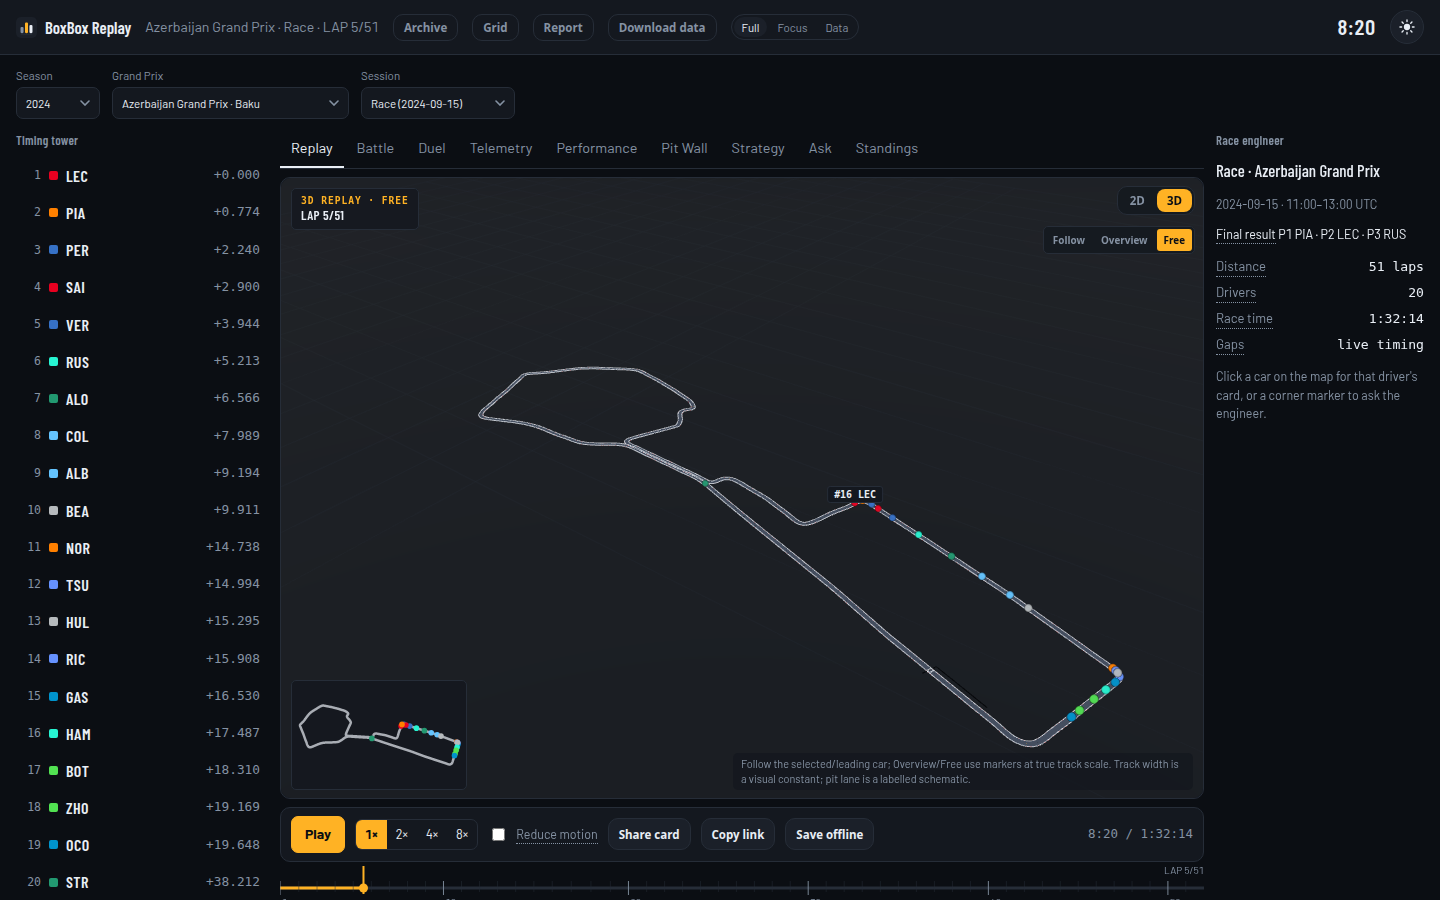 BoxBox Replay
Azerbaijan Grand Prix · Race · LAP 5/51
Archive
Grid
Report
Download data
Full
Focus
Data
8:20
Season
Grand Prix
Session
2024
Azerbaijan Grand Prix · Baku
Race (2024-09-15)
Timing tower
1 LEC +0.000
2 PIA +0.774
3 PER +2.240
4 SAI +2.900
5 VER +3.944
6 RUS +5.213
7 ALO +6.566
8 COL +7.989
9 ALB +9.194
10 BEA +9.911
11 NOR +14.738
12 TSU +14.994
13 HUL +15.295
14 RIC +15.908
15 GAS +16.530
16 HAM +17.487
17 BOT +18.310
18 ZHO +19.169
19 OCO +19.648
20 STR +38.212
Replay
Battle
Duel
Telemetry
Performance
Pit Wall
Strategy
Ask
Standings
3D REPLAY · FREE
LAP 5/51
2D
3D
Follow
Overview
Free
#16 LEC
Follow the selected/leading car; Overview/Free use markers at true track scale. Track width is
a visual constant; pit lane is a labelled schematic.
Play
1×
2×
4×
8×
Reduce motion
Share card
Copy link
Save offline
8:20 / 1:32:14
LAP 5/51
Race engineer
Race · Azerbaijan Grand Prix
2024-09-15 · 11:00–13:00 UTC
Final result P1 PIA · P2 LEC · P3 RUS
Distance 51 laps
Drivers 20
Race time 1:32:14
Gaps live timing
Click a car on the map for that driver's
card, or a corner marker to ask the
engineer.